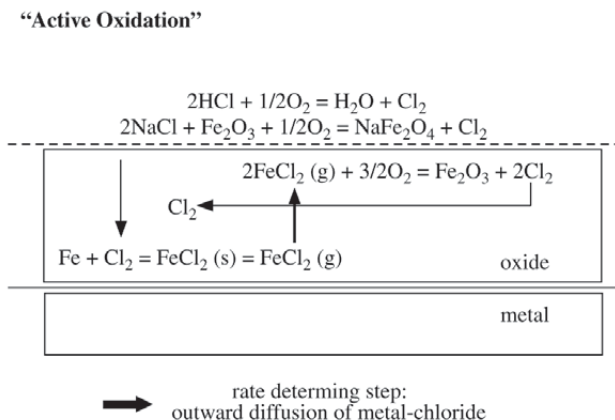 “Active Oxidation”
2HCl + 1/2O₂ = H₂O + Cl₂
2NaCl + Fe₂O₃ + 1/2O₂ = NaFe₂O₄ + Cl₂
2FeCl₂ (g) + 3/2O₂ = Fe₂O₃ + 2Cl₂
Cl₂
Fe + Cl₂ = FeCl₂ (s) = FeCl₂ (g)
oxide
metal
rate determing step:
outward diffusion of metal-chloride